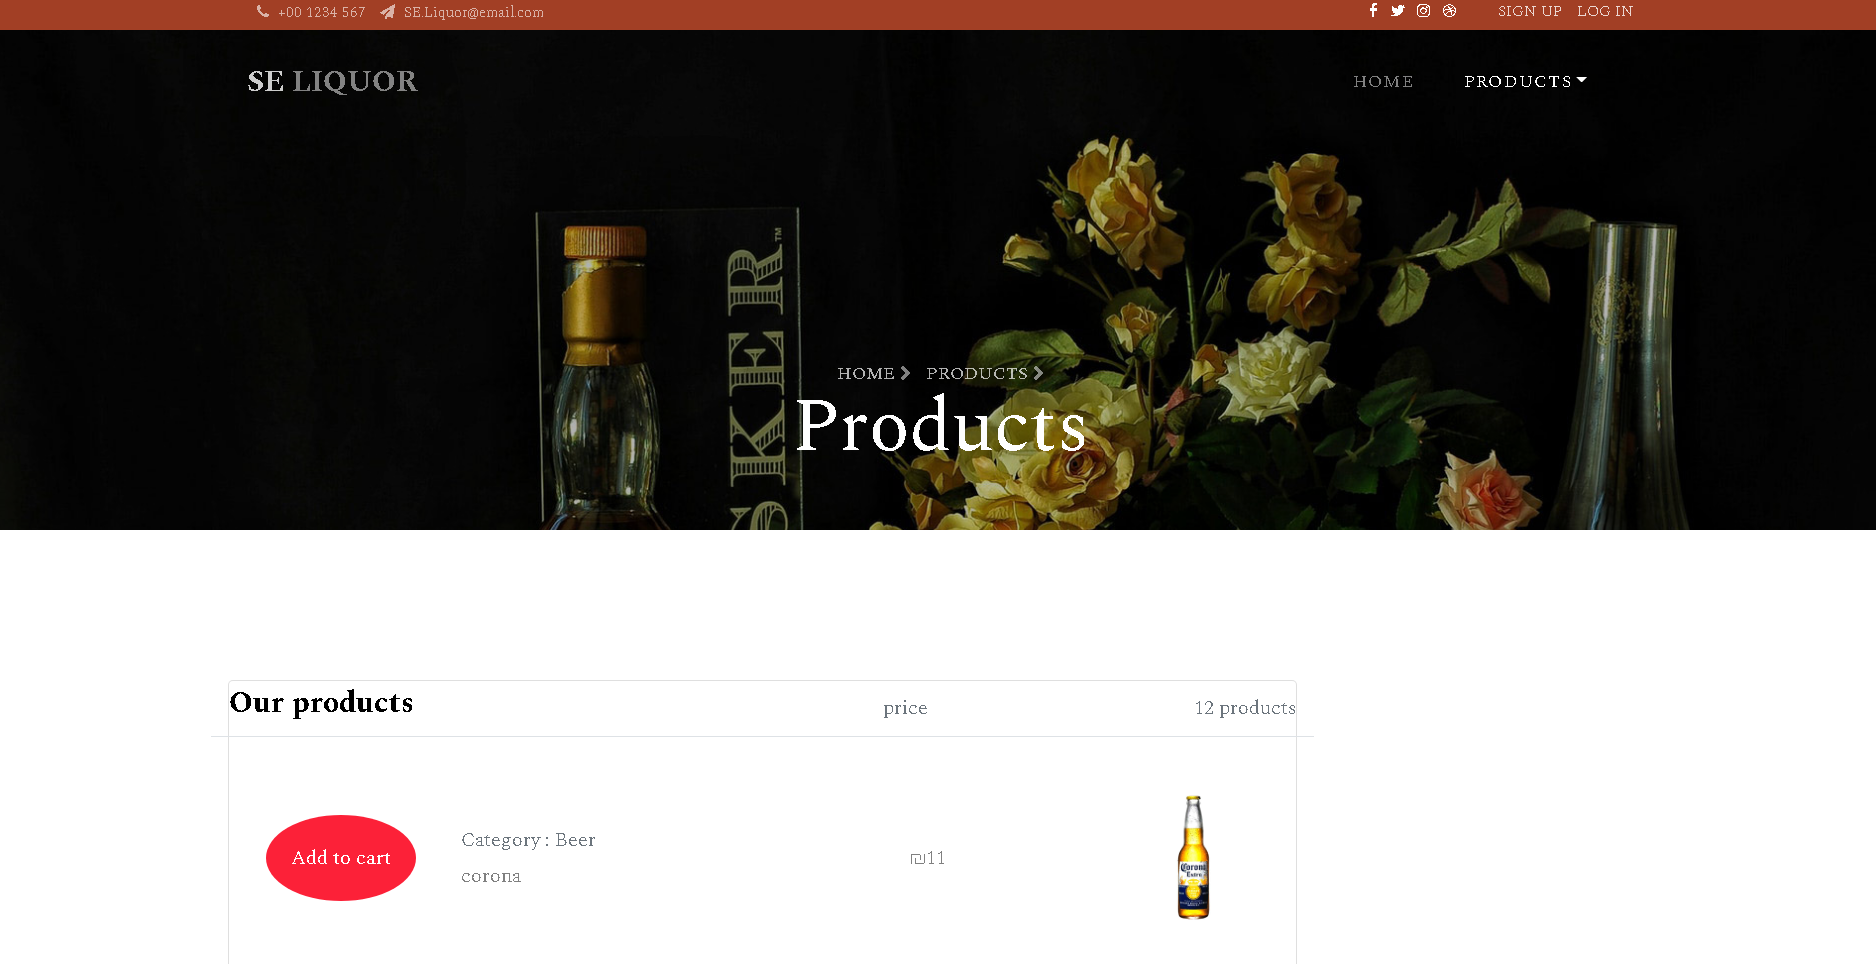 +00 1234 567 SE.Liquor@email.com SIGN UP LOG IN
SE LIQUOR HOME PRODUCTS
SKER™
HOME PRODUCTS
Products
Our products price 12 products
Add to cart
Category : Beer
corona
₪11
Corona
Extra